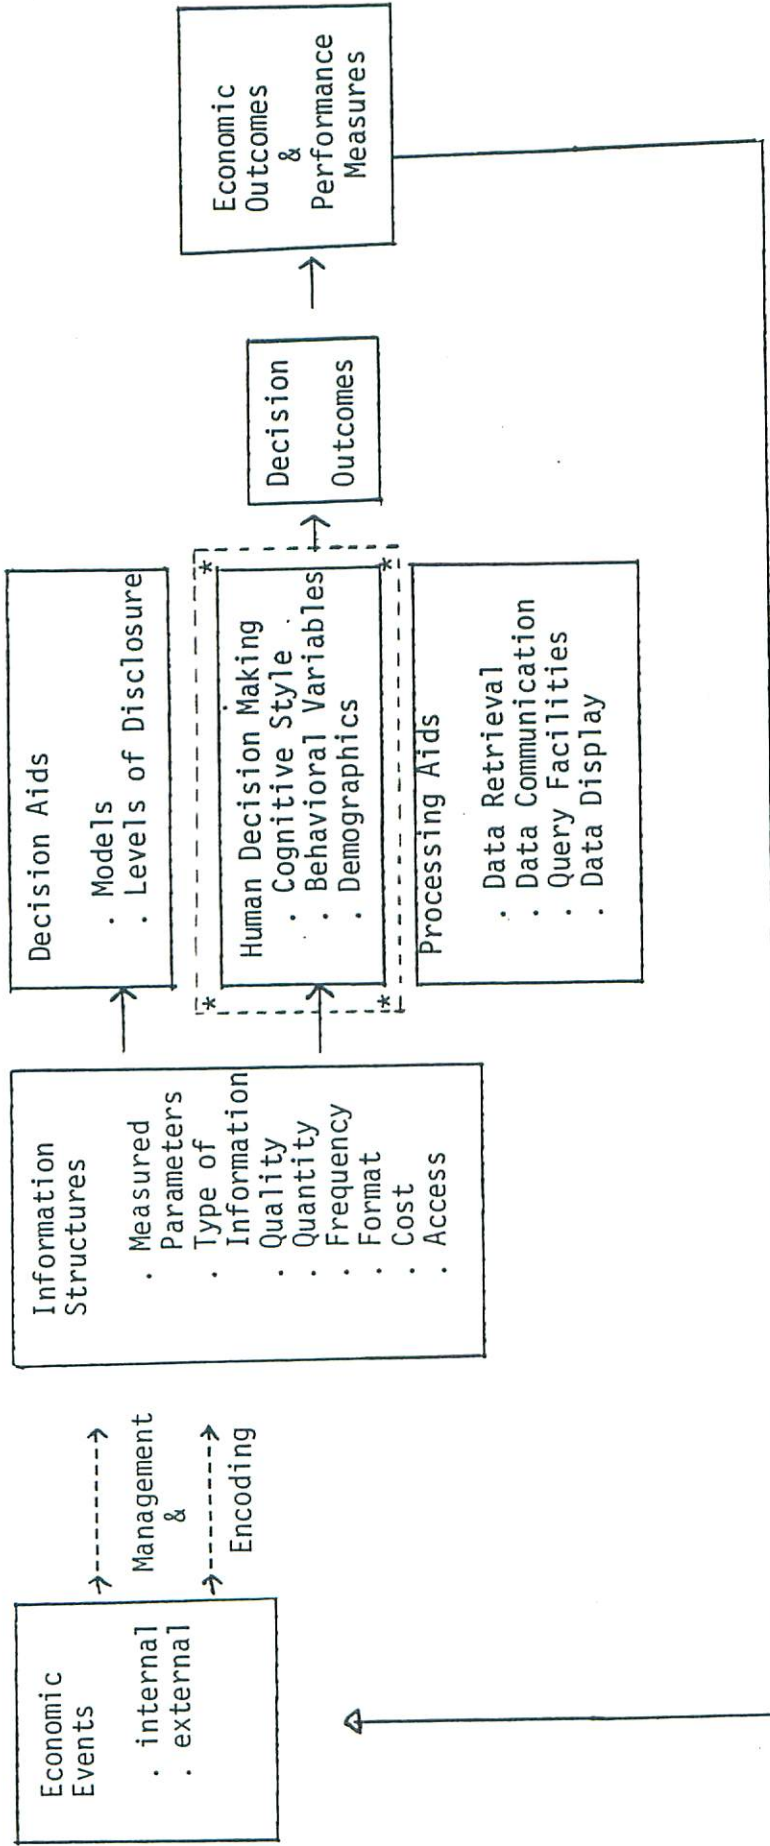 Economic
Events
· internal
· external
Management
&
Encoding
Information
Structures
· Measured
Parameters
· Type of
Information
· Quality
· Quantity
· Frequency
· Format
· Cost
· Access
Decision Aids
· Models
· Levels of Disclosure
* *
Human Decision Making
· Cognitive Style
· Behavioral Variables
· Demographics
* *
Processing Aids
· Data Retrieval
· Data Communication
· Query Facilities
· Data Display
Decision
Outcomes
Economic
Outcomes
&
Performance
Measures